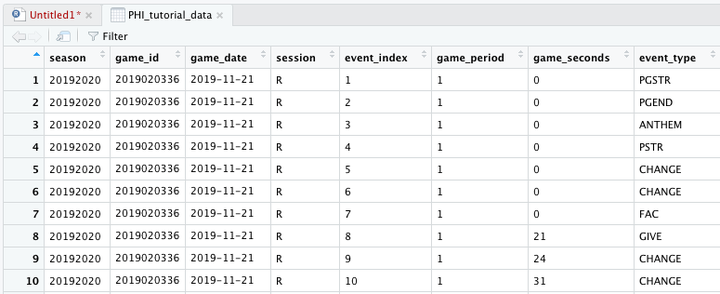 Untitled1* PHI_tutorial_data
Filter
season game_id game_date session event_index game_period game_seconds event_type
1 20192020 2019020336 2019-11-21 R 1 1 0 PGSTR
2 20192020 2019020336 2019-11-21 R 2 1 0 PGEND
3 20192020 2019020336 2019-11-21 R 3 1 0 ANTHEM
4 20192020 2019020336 2019-11-21 R 4 1 0 PSTR
5 20192020 2019020336 2019-11-21 R 5 1 0 CHANGE
6 20192020 2019020336 2019-11-21 R 6 1 0 CHANGE
7 20192020 2019020336 2019-11-21 R 7 1 0 FAC
8 20192020 2019020336 2019-11-21 R 8 1 21 GIVE
9 20192020 2019020336 2019-11-21 R 9 1 24 CHANGE
10 20192020 2019020336 2019-11-21 R 10 1 31 CHANGE